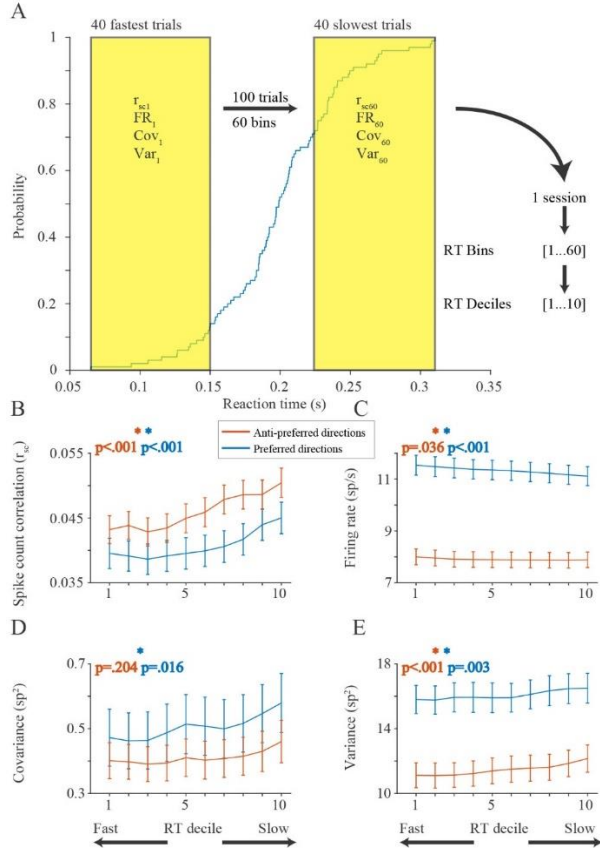 A
40 fastest trials
40 slowest trials
1
0.8
0.6
0.4
0.2
0
Probability
r_sc1
FR_1
Cov_1
Var_1
100 trials
60 bins
r_sc60
FR_60
Cov_60
Var_60
1 session
RT Bins [1...60]
RT Deciles [1...10]
0.05 0.1 0.15 0.2 0.25 0.3 0.35
Reaction time (s)
B
* *
p<.001 p<.001
Anti-preferred directions
Preferred directions
C
* *
p=.036 p<.001
Spike count correlation (r_sc)
0.055
0.045
0.035
1 5 10
Firing rate (sp/s)
11
9
7
1 5 10
D
*
p=.204 p=.016
Covariance (sp²)
0.7
0.5
0.3
1 5 10
Fast RT decile Slow
E
* *
p<.001 p=.003
Variance (sp²)
18
14
10
1 5 10
Fast RT decile Slow